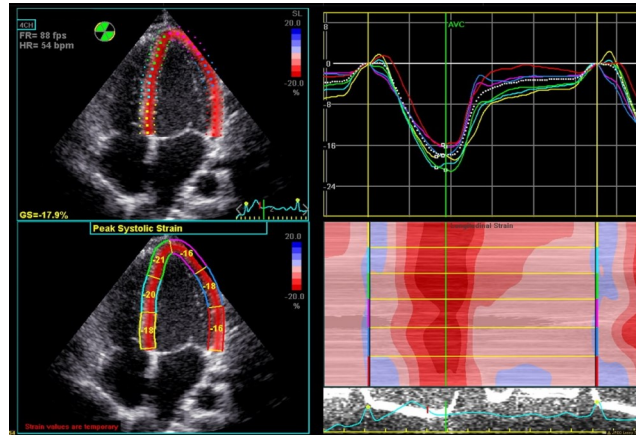 4CH
FR= 88 fps
HR= 54 bpm
SL
20.0
-20.0
%
GS=-17.9%
AVC
0
-8
-16
-24
Peak Systolic Strain
20.0
-20.0
%
-21
-16
-20
-18
-18
-16
Strain values are temporary
Strain